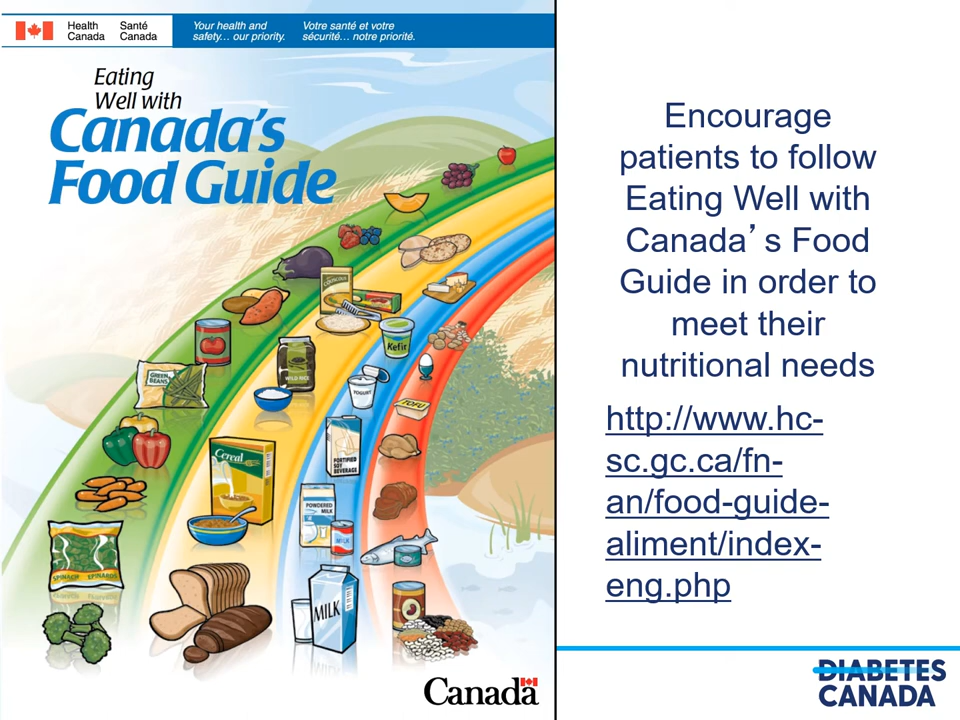 Health
Canada
Santé
Canada
Your health and
safety... our priority.
Votre santé et votre
sécurité... notre priorité.
Eating
Well with
Canada's
Food Guide
COUSCOUS
Kefir
GREEN
BEANS
WILD RICE
YOGURT
TOFU
Cereal
FORTIFIED
SOY
BEVERAGE
POWDERED
MILK
MILK
SPINACH EPINARDS
MILK
Canada
Encourage
patients to follow
Eating Well with
Canada’s Food
Guide in order to
meet their
nutritional needs
http://www.hc-
sc.gc.ca/fn-
an/food-guide-
aliment/index-
eng.php
DIABETES
CANADA